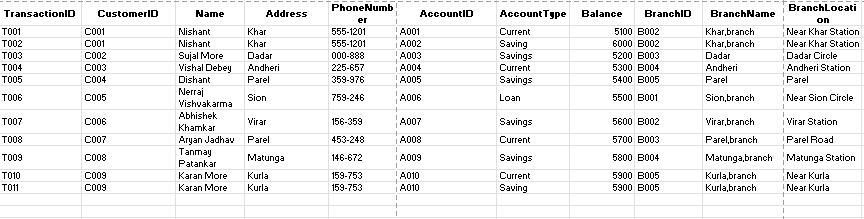 TransactionID CustomerID Name Address PhoneNumb er AccountID AccountType Balance BranchID BranchName BranchLocati on
T001 C001 Nishant Khar 555-1201 A001 Current 5100 B002 Khar,branch Near Khar Station
T002 C001 Nishant Khar 555-1201 A002 Saving 6000 B002 Khar,branch Near Khar Station
T003 C002 Sujal More Dadar 000-888 A003 Savings 5200 B003 Dadar Dadar Circle
T004 C003 Vishal Debey Andheri 225-657 A004 Current 5300 B004 Andheri Andheri Station
T005 C004 Dishant Parel 359-976 A005 Savings 5400 B005 Parel Parel
T006 C005 Nerraj Vishvakarma Sion 759-246 A006 Loan 5500 B001 Sion,branch Near Sion Circle
T007 C006 Abhishek Khamkar Virar 156-359 A007 Savings 5600 B002 Virar,branch Virar Station
T008 C007 Aryan Jadhav Parel 453-248 A008 Current 5700 B003 Parel,branch Parel Road
T009 C008 Tanmay Patankar Matunga 146-672 A009 Savings 5800 B004 Matunga,branch Matunga Station
T010 C009 Karan More Kurla 159-753 A010 Current 5900 B005 Kurla,branch Near Kurla
T011 C009 Karan More Kurla 159-753 A010 Saving 5900 B005 Kurla,branch Near Kurla